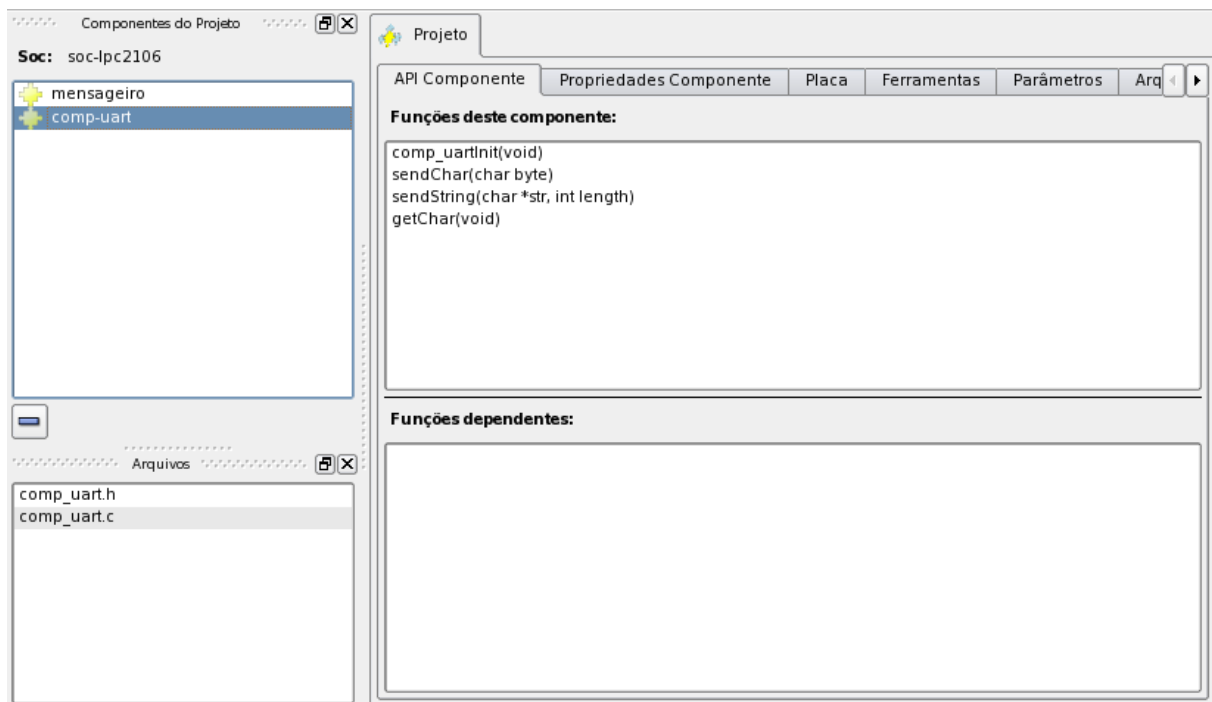 Componentes do Projeto
Soc: soc-lpc2106
mensageiro
comp-uart
Arquivos
comp_uart.h
comp_uart.c
Projeto
API Componente Propriedades Componente Placa Ferramentas Parâmetros Arq
Funções deste componente:
comp_uartInit(void)
sendChar(char byte)
sendString(char *str, int length)
getChar(void)
Funções dependentes: